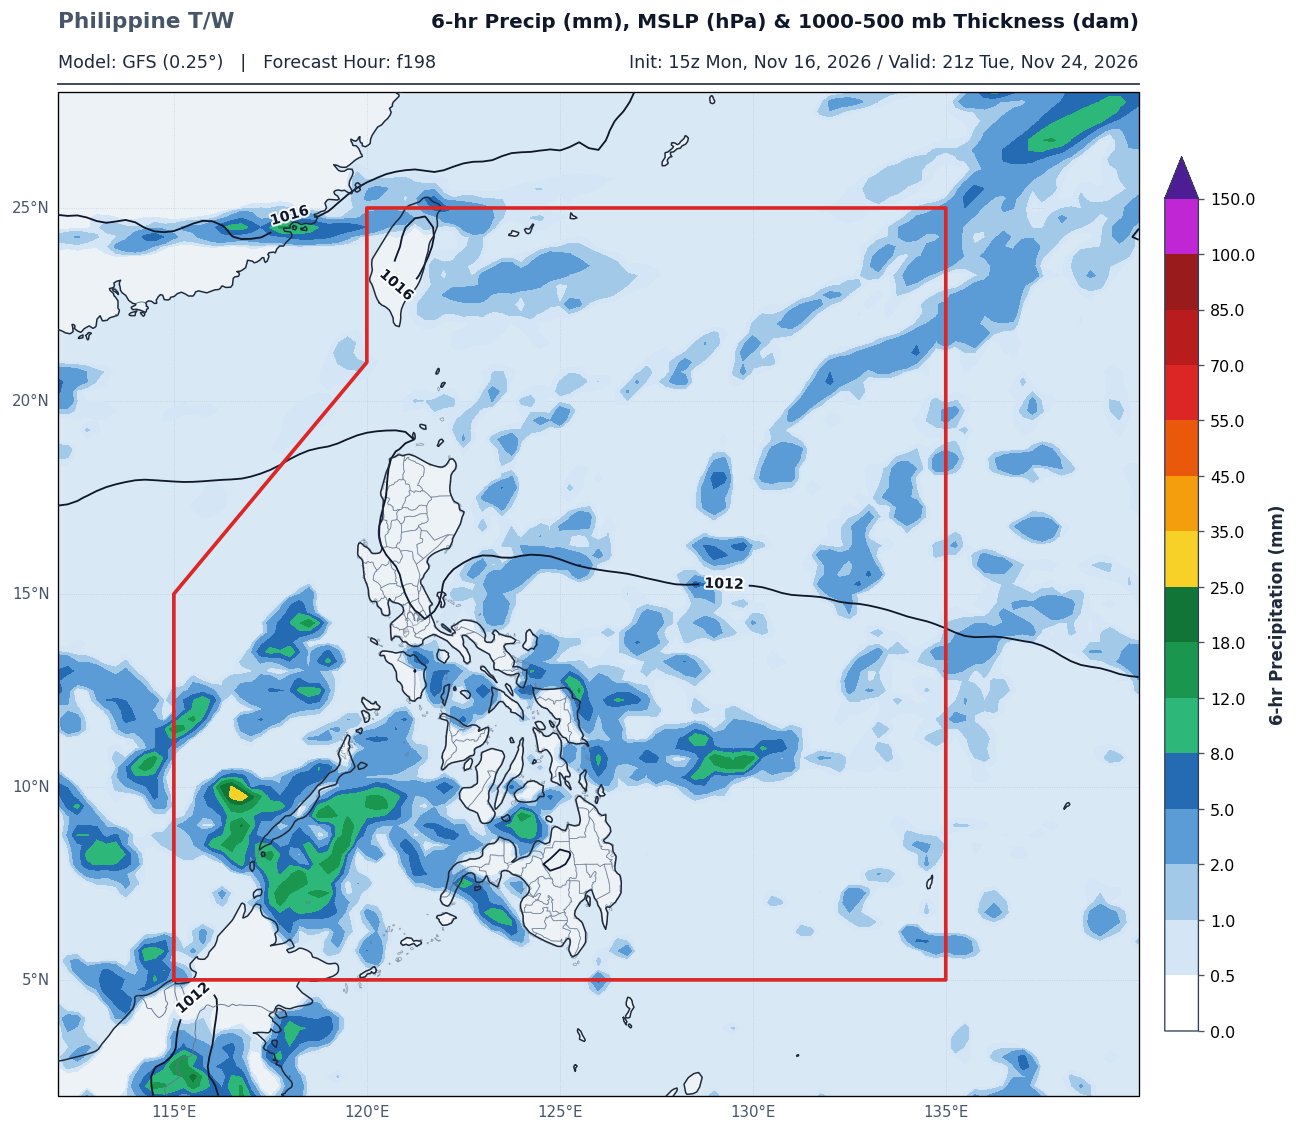 Philippine T/W
6-hr Precip (mm), MSLP (hPa) & 1000-500 mb Thickness (dam)
Model: GFS (0.25°) | Forecast Hour: f198
Init: 15z Mon, Nov 16, 2026 / Valid: 21z Tue, Nov 24, 2026
25°N
20°N
15°N
10°N
5°N
115°E
120°E
125°E
130°E
135°E
1016
1016
1012
1012
150.0
100.0
85.0
70.0
55.0
45.0
35.0
25.0
18.0
12.0
8.0
5.0
2.0
1.0
0.5
0.0
6-hr Precipitation (mm)